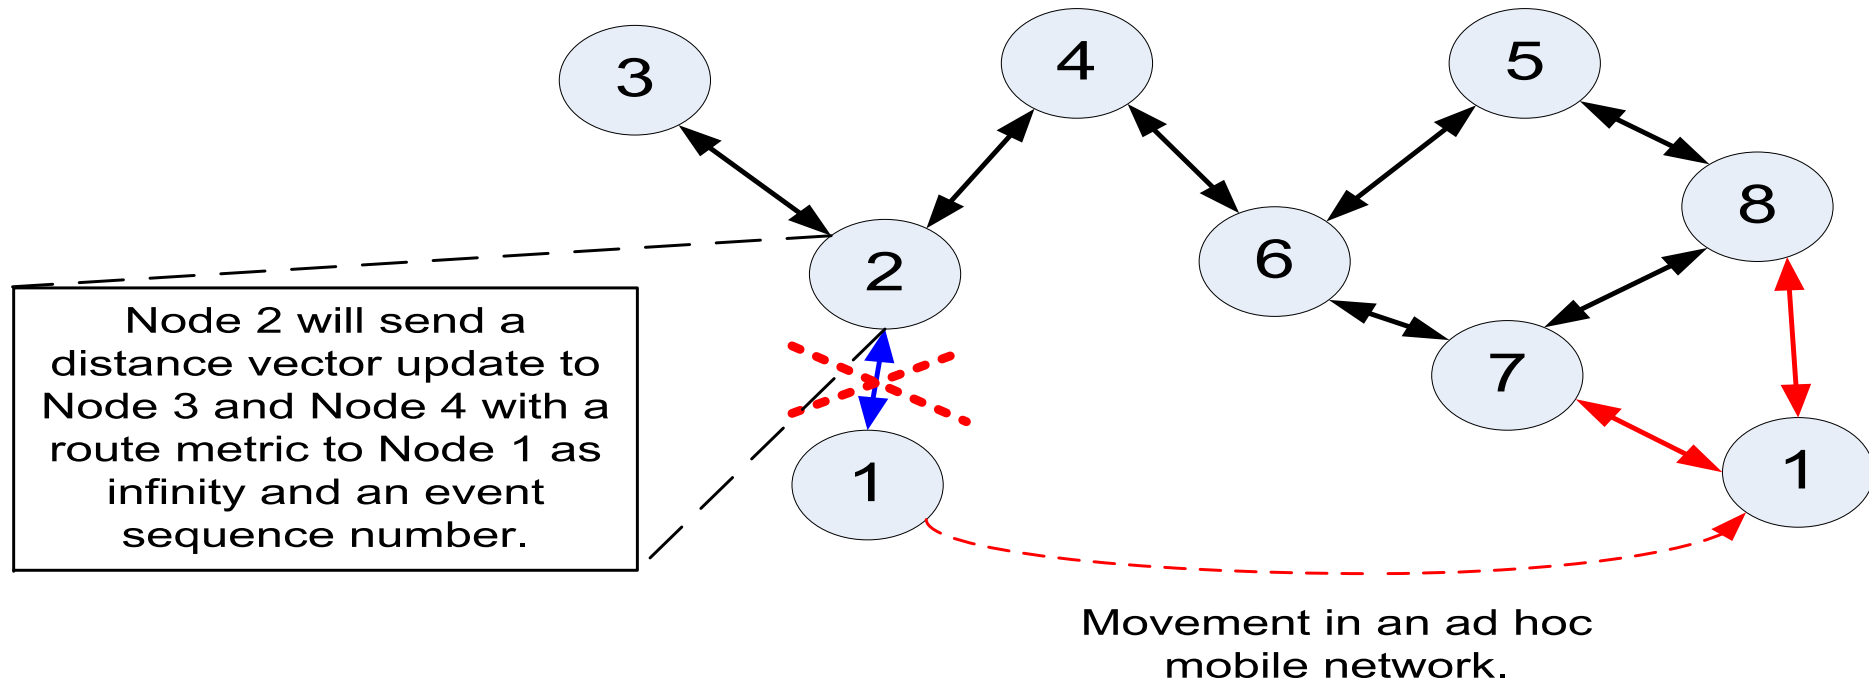 3
4
5
8
2
6
7
1
1
Node 2 will send a
distance vector update to
Node 3 and Node 4 with a
route metric to Node 1 as
infinity and an event
sequence number.
Movement in an ad hoc
mobile network.